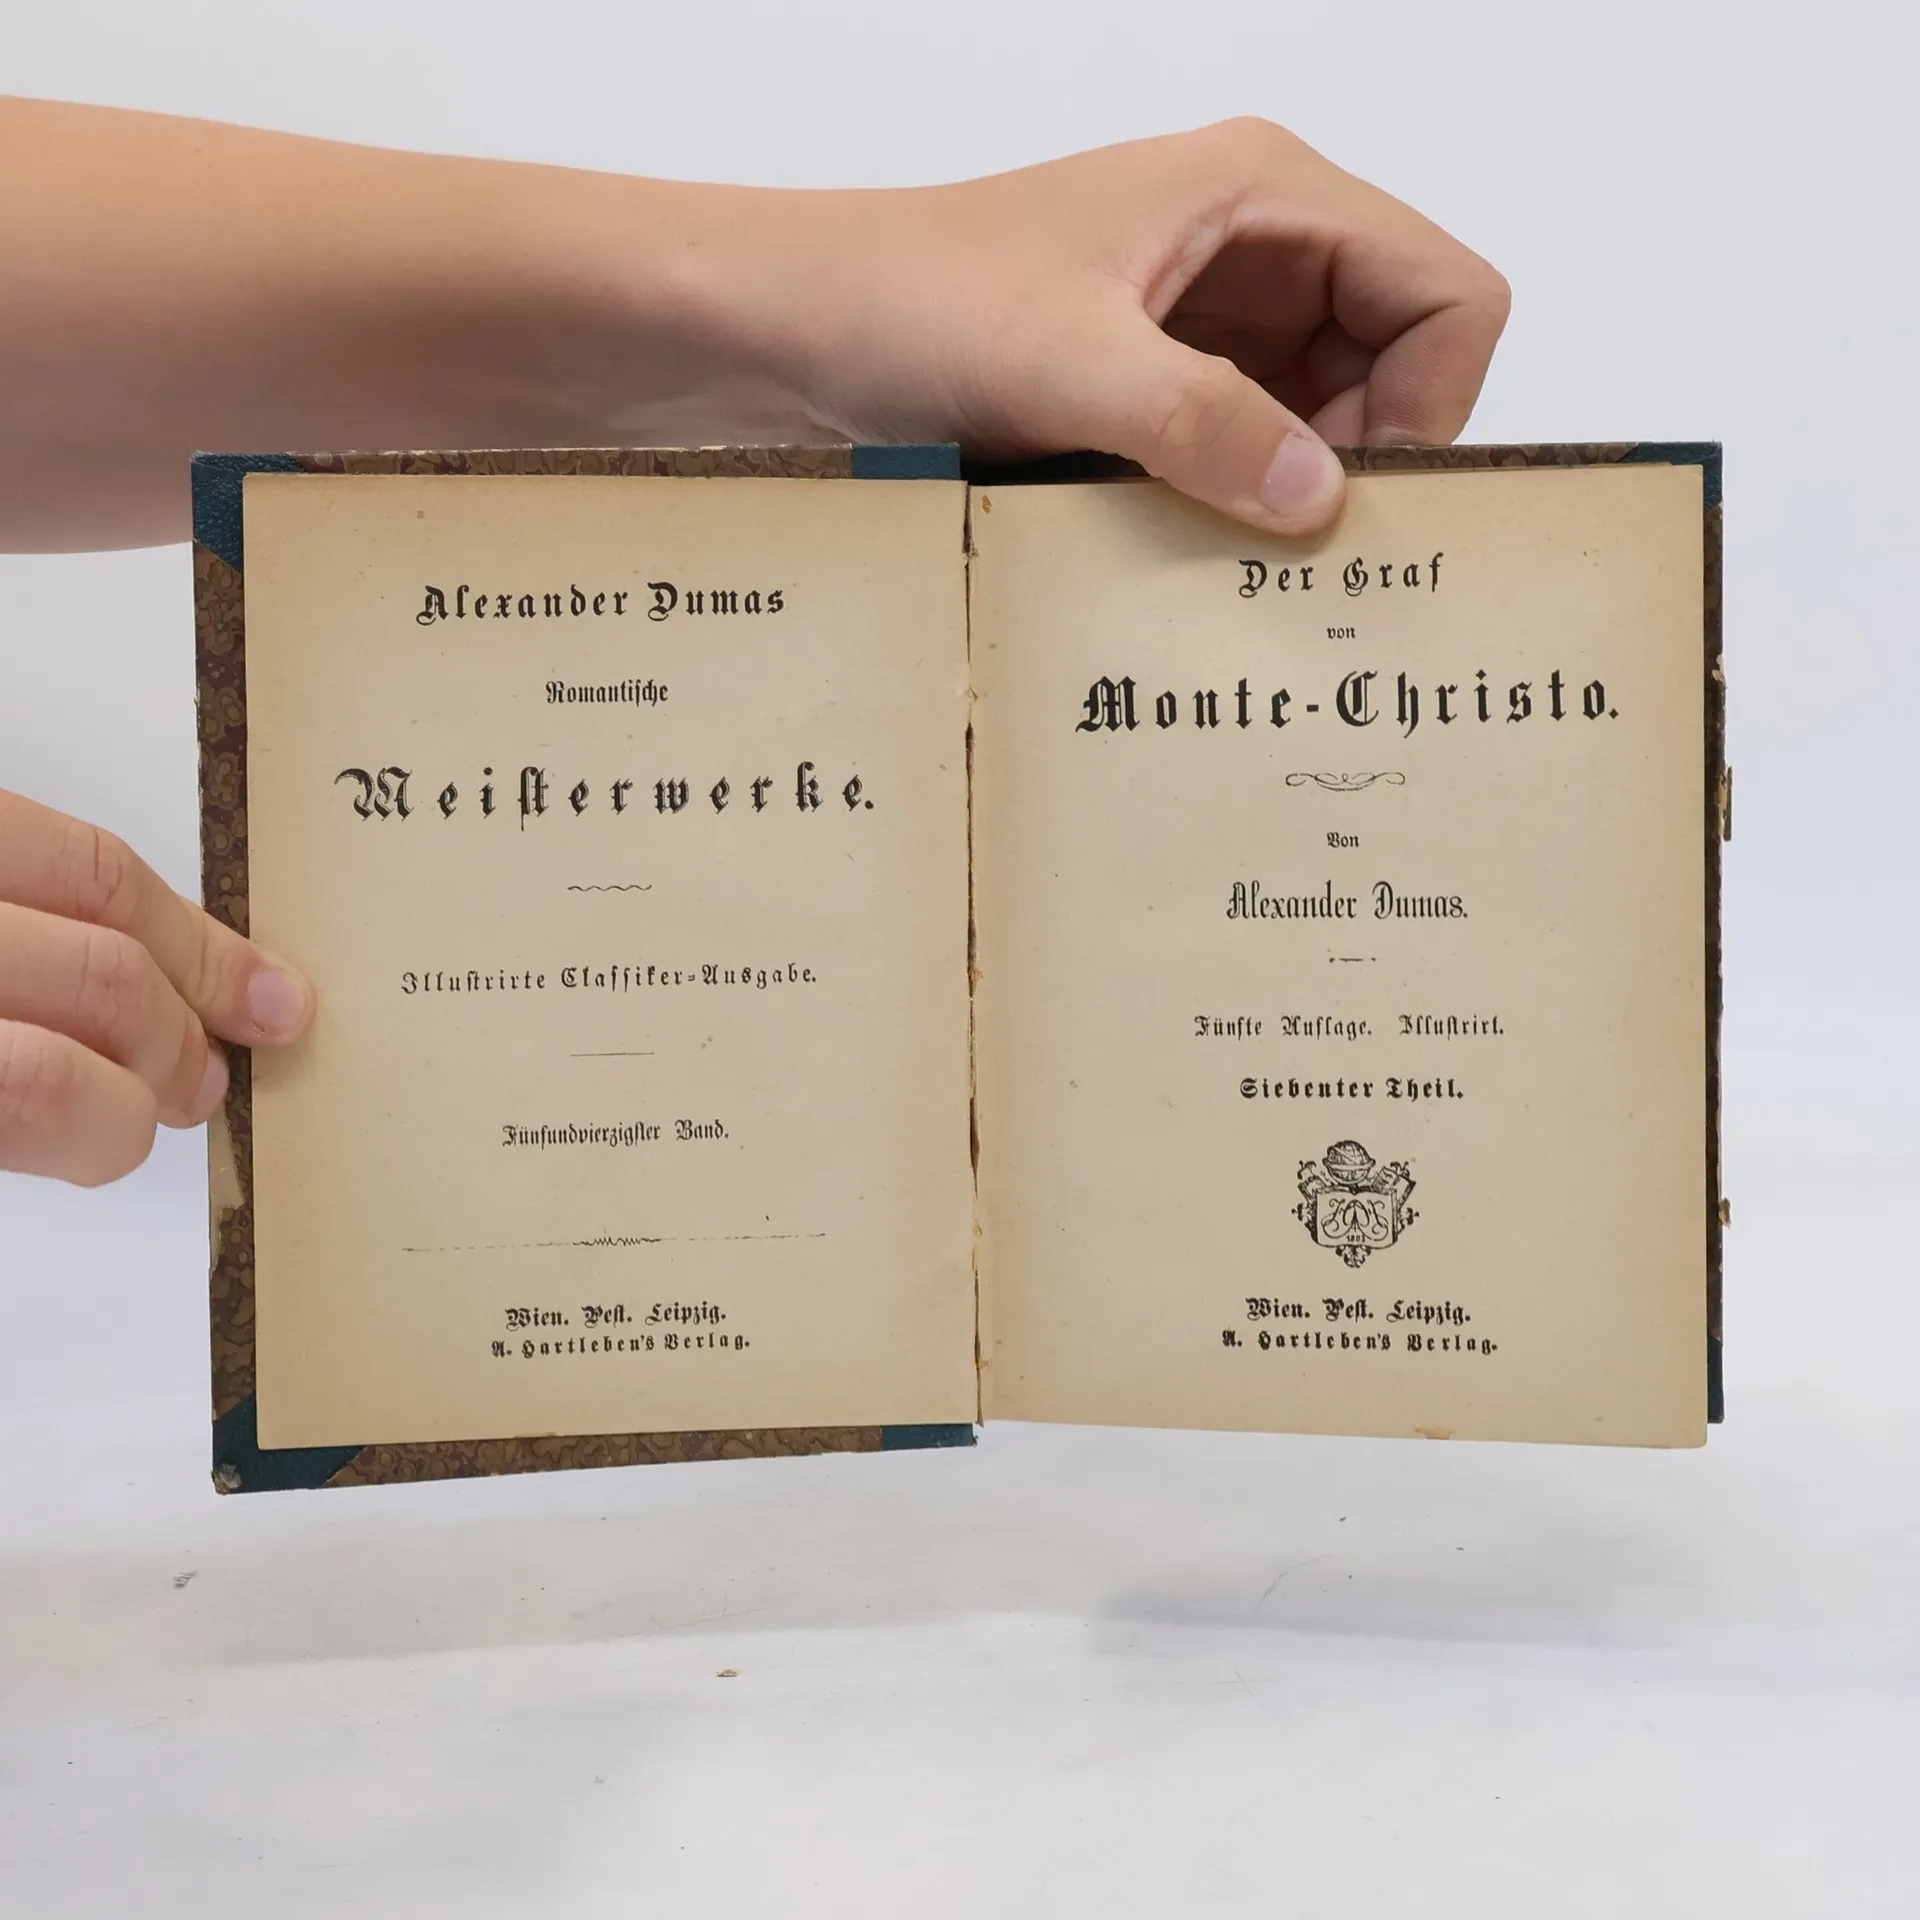 Alexander Dumas
Romantische
Meisterwerke.
Illustrirte Classiker-Ausgabe.
Fünfundvierzigster Band.
Wien. Pest. Leipzig.
A. Hartleben's Verlag.
Der Graf
von
Monte-Christo.
Von
Alexander Dumas.
Fünfte Auflage. Illustrirt.
Siebenter Theil.
Wien. Pest. Leipzig.
A. Hartleben's Verlag.